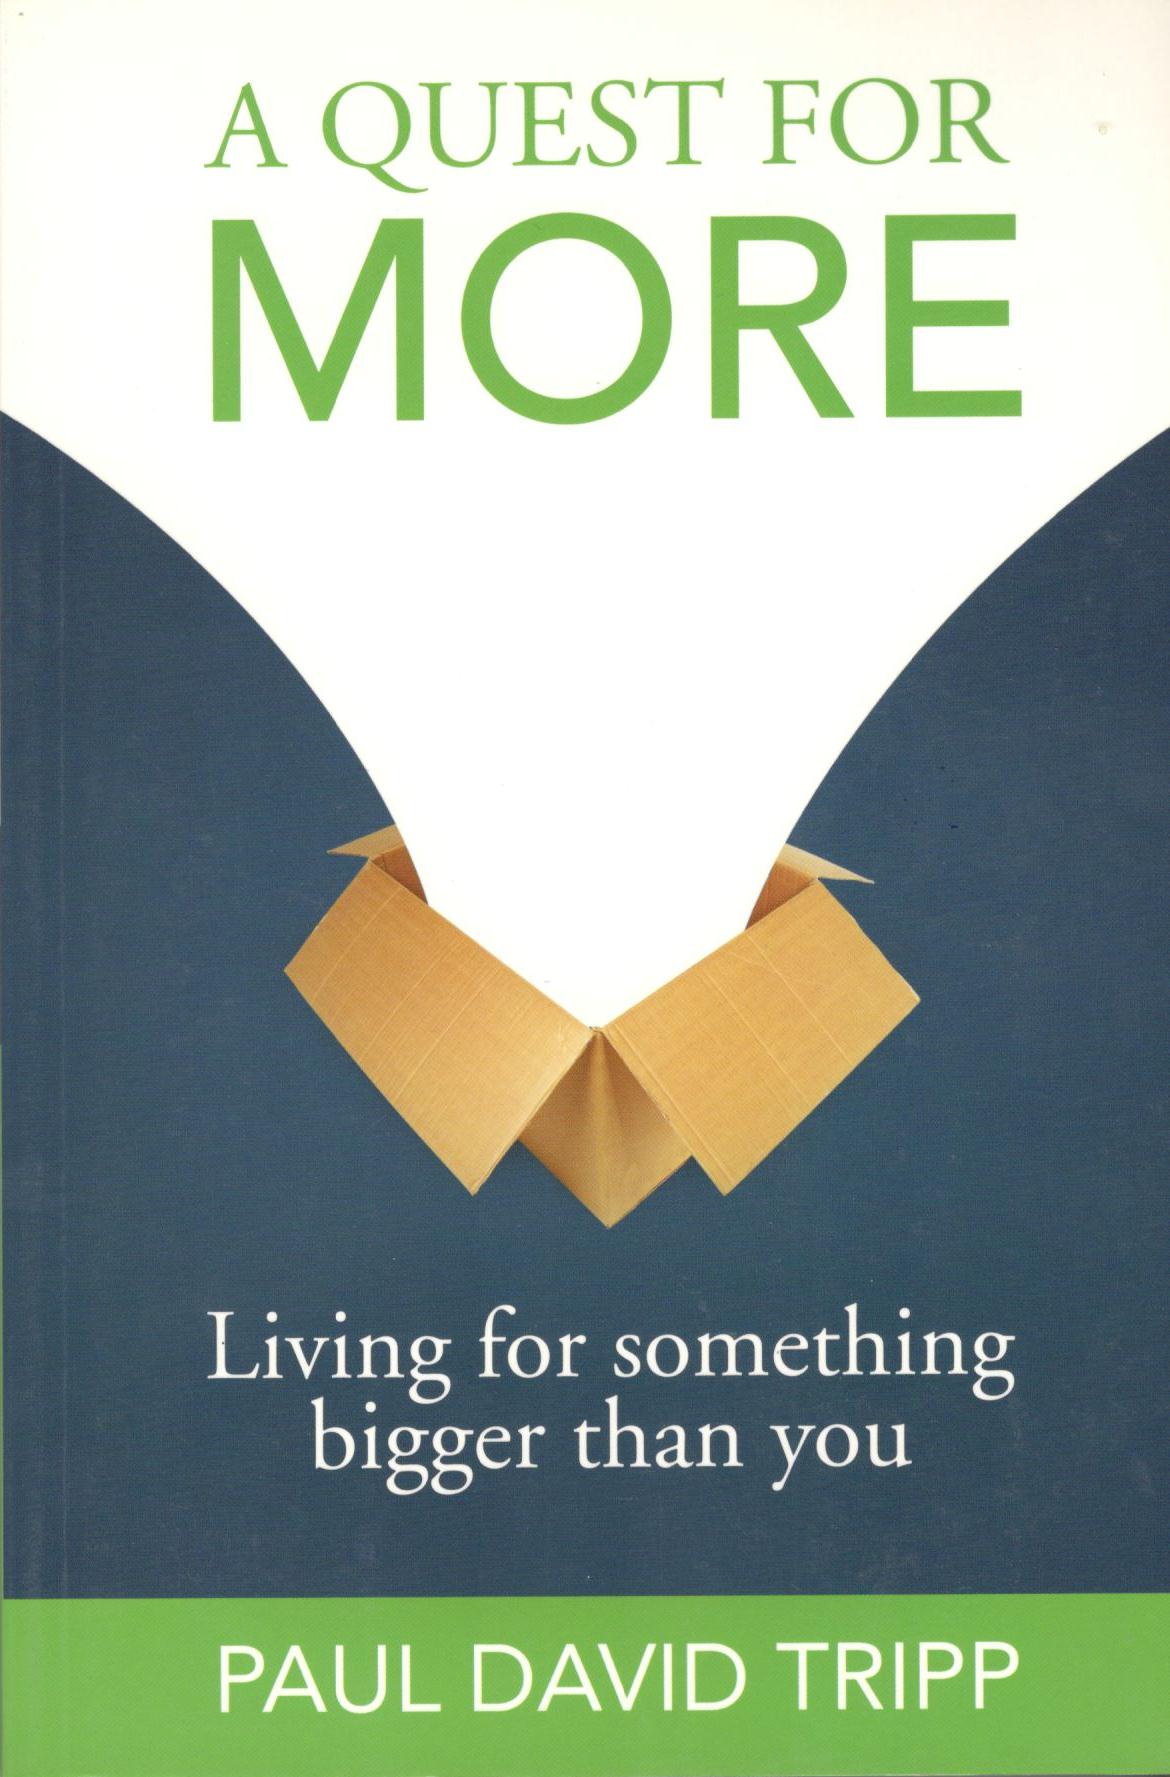 A QUEST FOR
MORE
Living for something
bigger than you
PAUL DAVID TRIPP